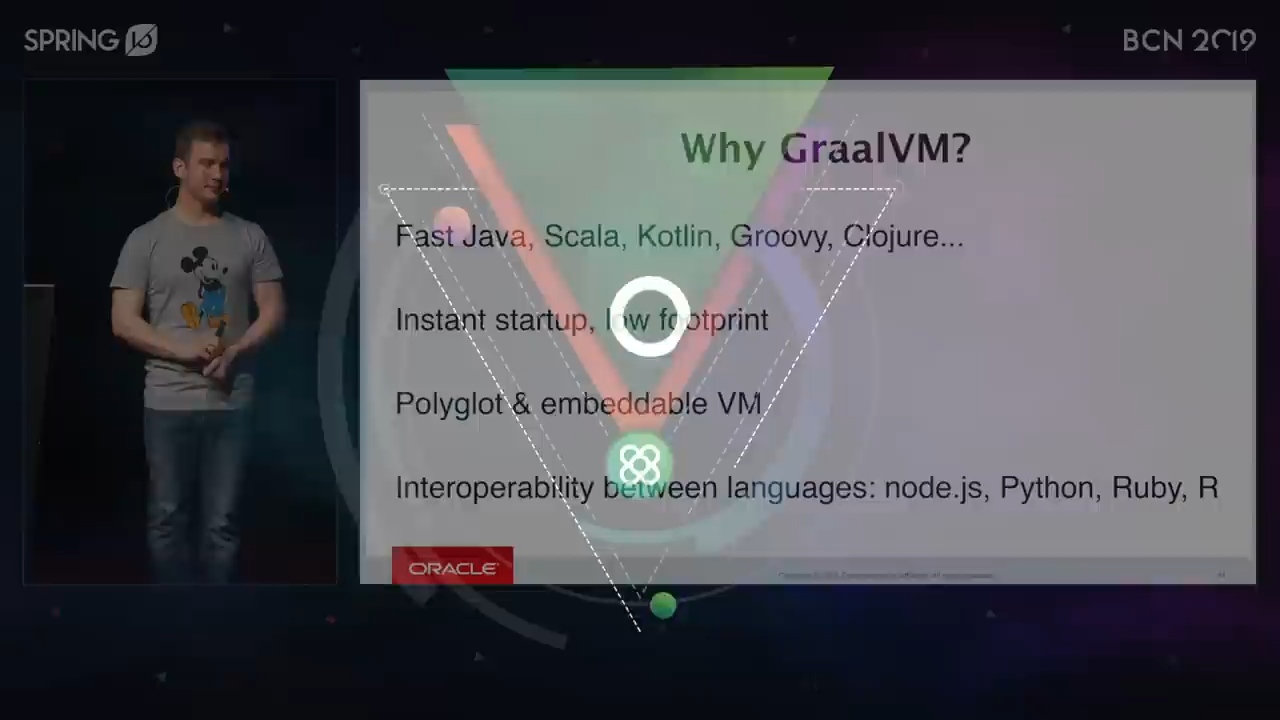 SPRING I/O
BCN 2019
Why GraalVM?
Fast Java, Scala, Kotlin, Groovy, Clojure...
Instant startup, low footprint
Polyglot & embeddable VM
Interoperability between languages: node.js, Python, Ruby, R
ORACLE